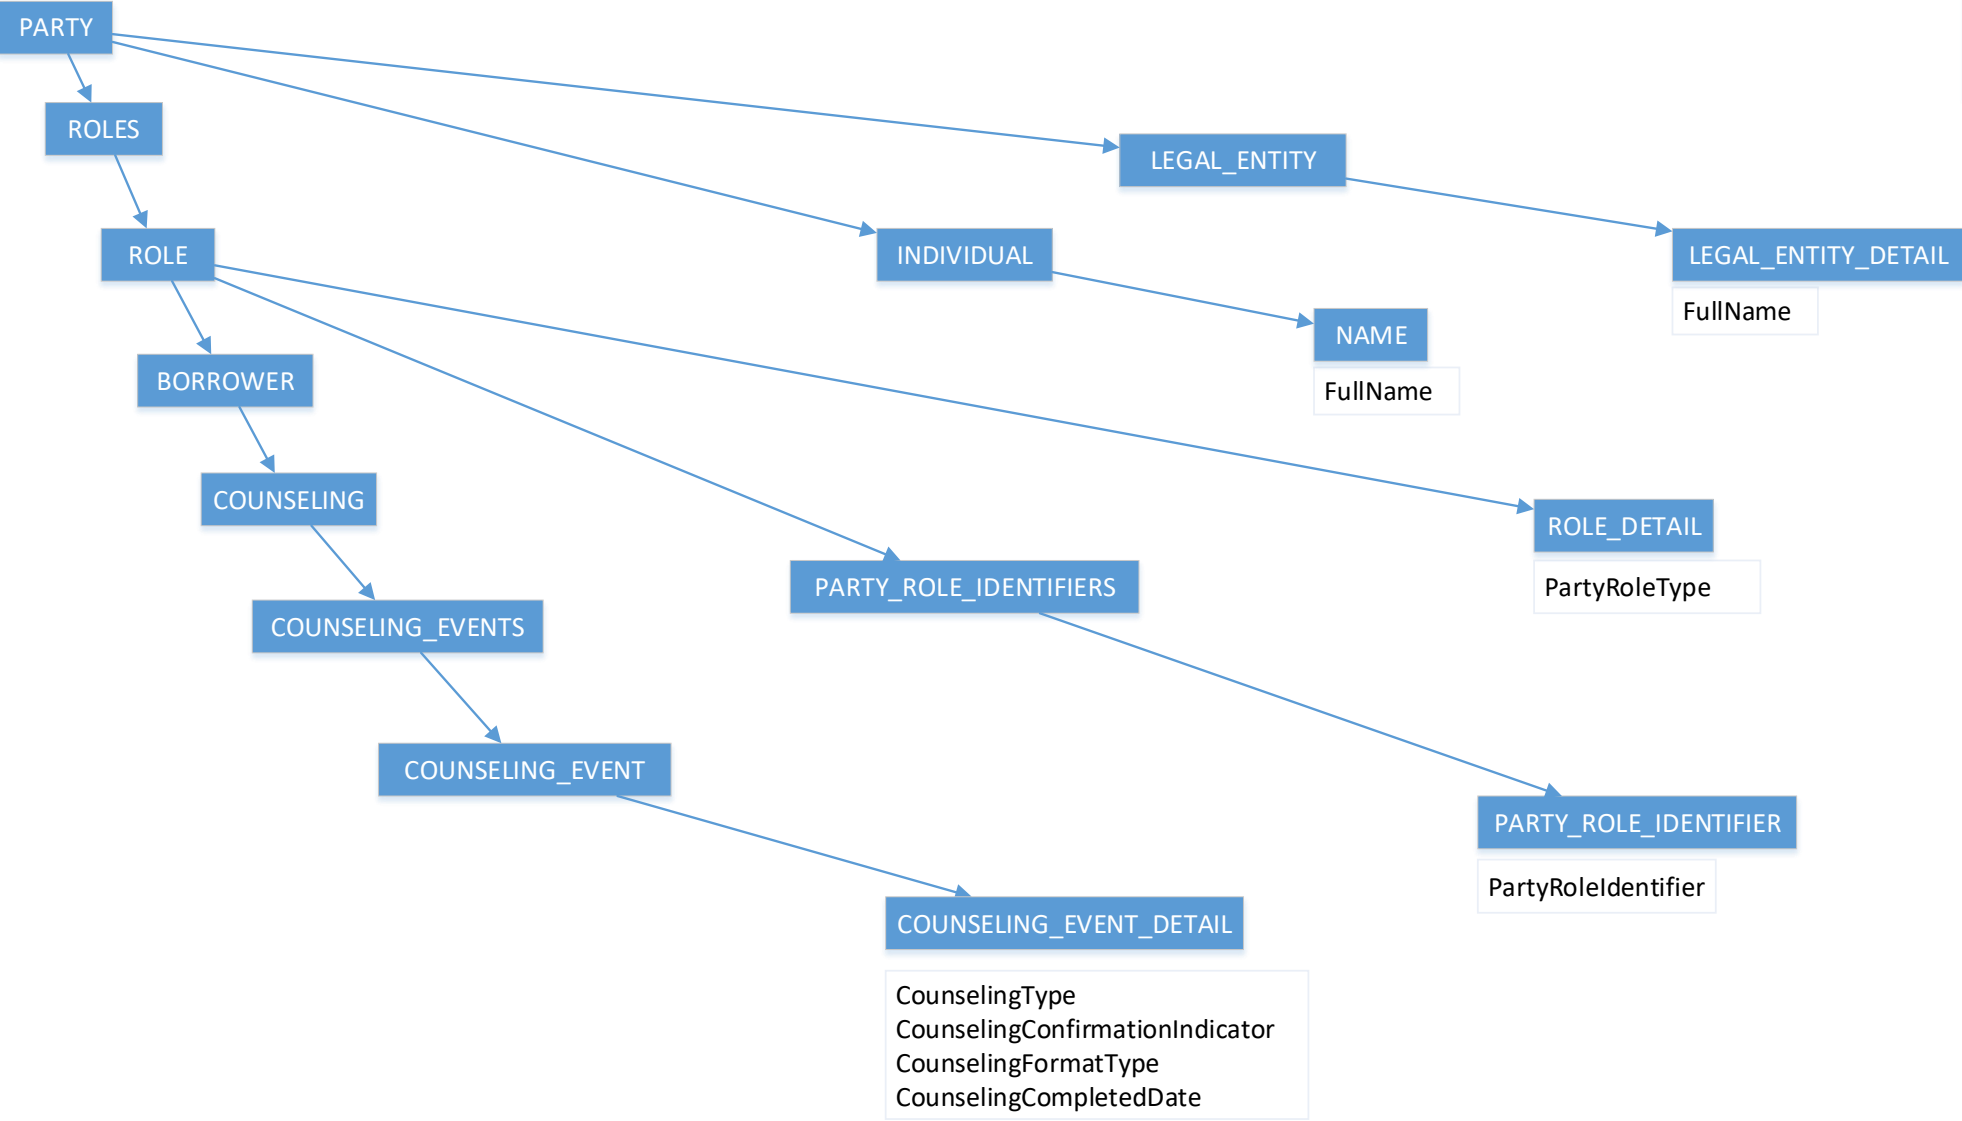 PARTY
ROLES
LEGAL_ENTITY
ROLE
INDIVIDUAL
LEGAL_ENTITY_DETAIL
FullName
NAME
FullName
BORROWER
COUNSELING
ROLE_DETAIL
PartyRoleType
PARTY_ROLE_IDENTIFIERS
COUNSELING_EVENTS
COUNSELING_EVENT
PARTY_ROLE_IDENTIFIER
PartyRoleIdentifier
COUNSELING_EVENT_DETAIL
CounselingType
CounselingConfirmationIndicator
CounselingFormatType
CounselingCompletedDate